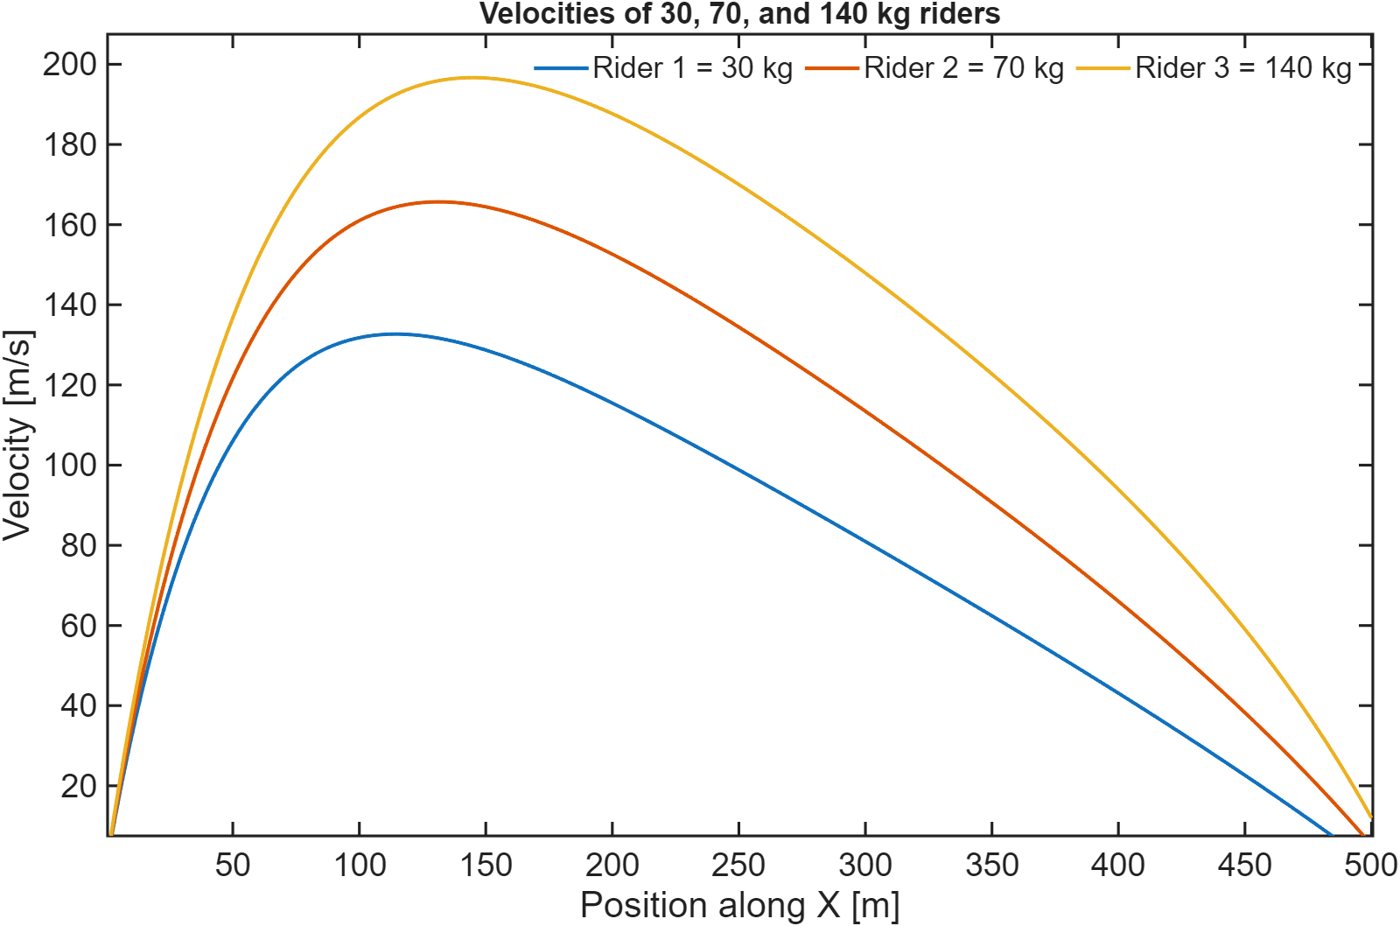 Velocities of 30, 70, and 140 kg riders
Rider 1 = 30 kg Rider 2 = 70 kg Rider 3 = 140 kg
Velocity [m/s]
200
180
160
140
120
100
80
60
40
20
50 100 150 200 250 300 350 400 450 500
Position along X [m]